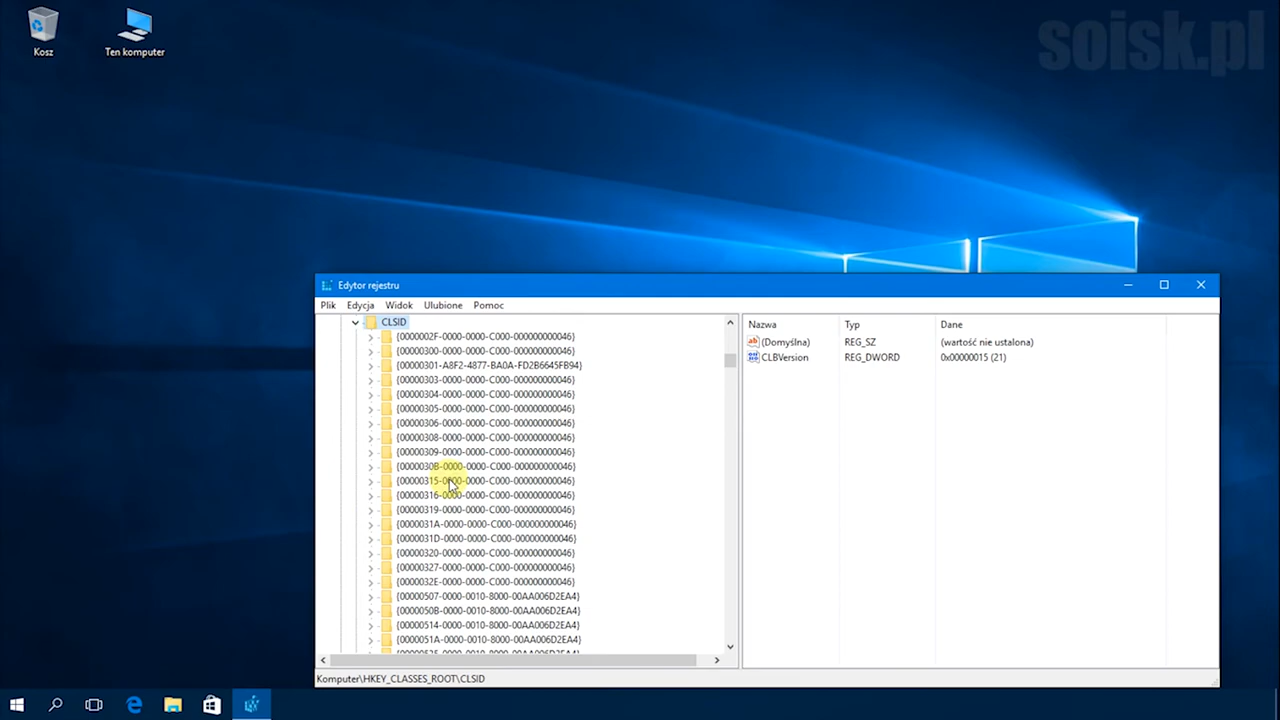 soisk.pl
Kosz
Ten komputer
Edytor rejestru
Plik Edycja Widok Ulubione Pomoc
CLSID
{0000002F-0000-0000-C000-000000000046}
{00000300-0000-0000-C000-000000000046}
{00000301-A8F2-4877-BA0A-FD2B6645FB94}
{00000303-0000-0000-C000-000000000046}
{00000304-0000-0000-C000-000000000046}
{00000305-0000-0000-C000-000000000046}
{00000306-0000-0000-C000-000000000046}
{00000308-0000-0000-C000-000000000046}
{00000309-0000-0000-C000-000000000046}
{0000030B-0000-0000-C000-000000000046}
{00000315-0000-0000-C000-000000000046}
{00000316-0000-0000-C000-000000000046}
{00000319-0000-0000-C000-000000000046}
{0000031A-0000-0000-C000-000000000046}
{0000031D-0000-0000-C000-000000000046}
{00000320-0000-0000-C000-000000000046}
{00000327-0000-0000-C000-000000000046}
{0000032E-0000-0000-C000-000000000046}
{00000507-0000-0010-8000-00AA006D2EA4}
{0000050B-0000-0010-8000-00AA006D2EA4}
{00000514-0000-0010-8000-00AA006D2EA4}
{0000051A-0000-0010-8000-00AA006D2EA4}
Nazwa Typ Dane
(Domyślna) REG_SZ (wartość nie ustalona)
CLBVersion REG_DWORD 0x00000015 (21)
Komputer\HKEY_CLASSES_ROOT\CLSID